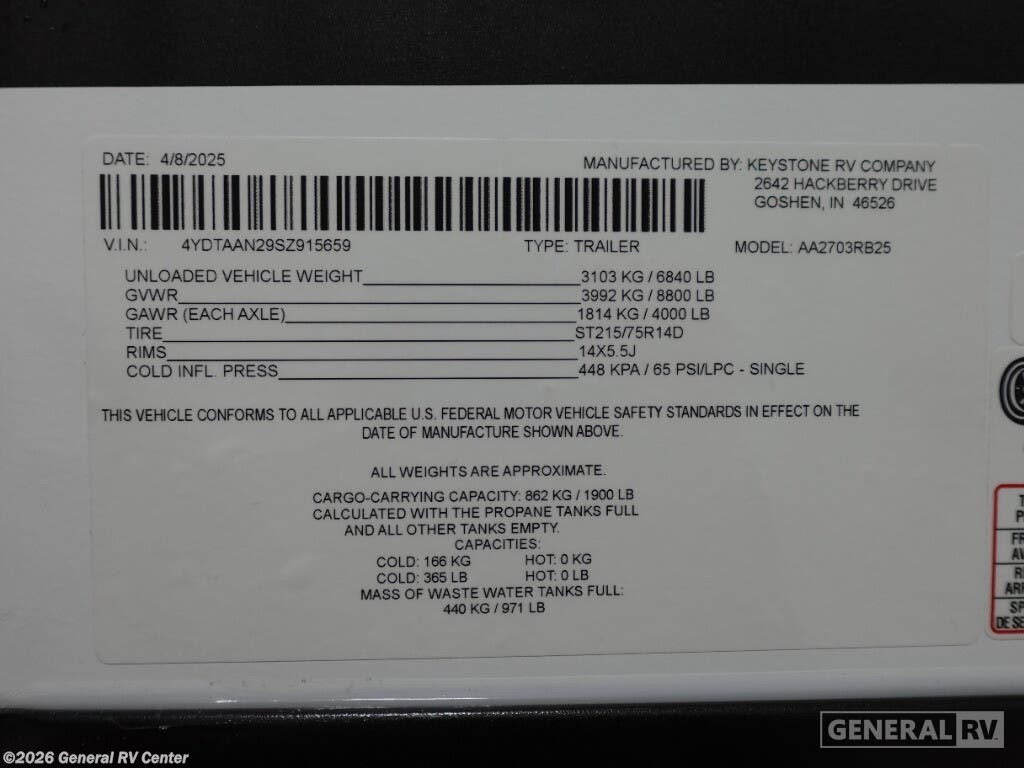 DATE: 4/8/2025
MANUFACTURED BY: KEYSTONE RV COMPANY
2642 HACKBERRY DRIVE
GOSHEN, IN 46526
V.I.N.: 4YDTAAN29SZ915659 TYPE: TRAILER MODEL: AA2703RB25
UNLOADED VEHICLE WEIGHT 3103 KG / 6840 LB
GVWR 3992 KG / 8800 LB
GAWR (EACH AXLE) 1814 KG / 4000 LB
TIRE ST215/75R14D
RIMS 14X5.5J
COLD INFL. PRESS 448 KPA / 65 PSI/LPC - SINGLE
THIS VEHICLE CONFORMS TO ALL APPLICABLE U.S. FEDERAL MOTOR VEHICLE SAFETY STANDARDS IN EFFECT ON THE
DATE OF MANUFACTURE SHOWN ABOVE.
ALL WEIGHTS ARE APPROXIMATE.
CARGO-CARRYING CAPACITY: 862 KG / 1900 LB
CALCULATED WITH THE PROPANE TANKS FULL
AND ALL OTHER TANKS EMPTY.
CAPACITIES:
COLD: 166 KG HOT: 0 KG
COLD: 365 LB HOT: 0 LB
MASS OF WASTE WATER TANKS FULL:
440 KG / 971 LB
DE SE
GENERAL RV
©2026 General RV Center